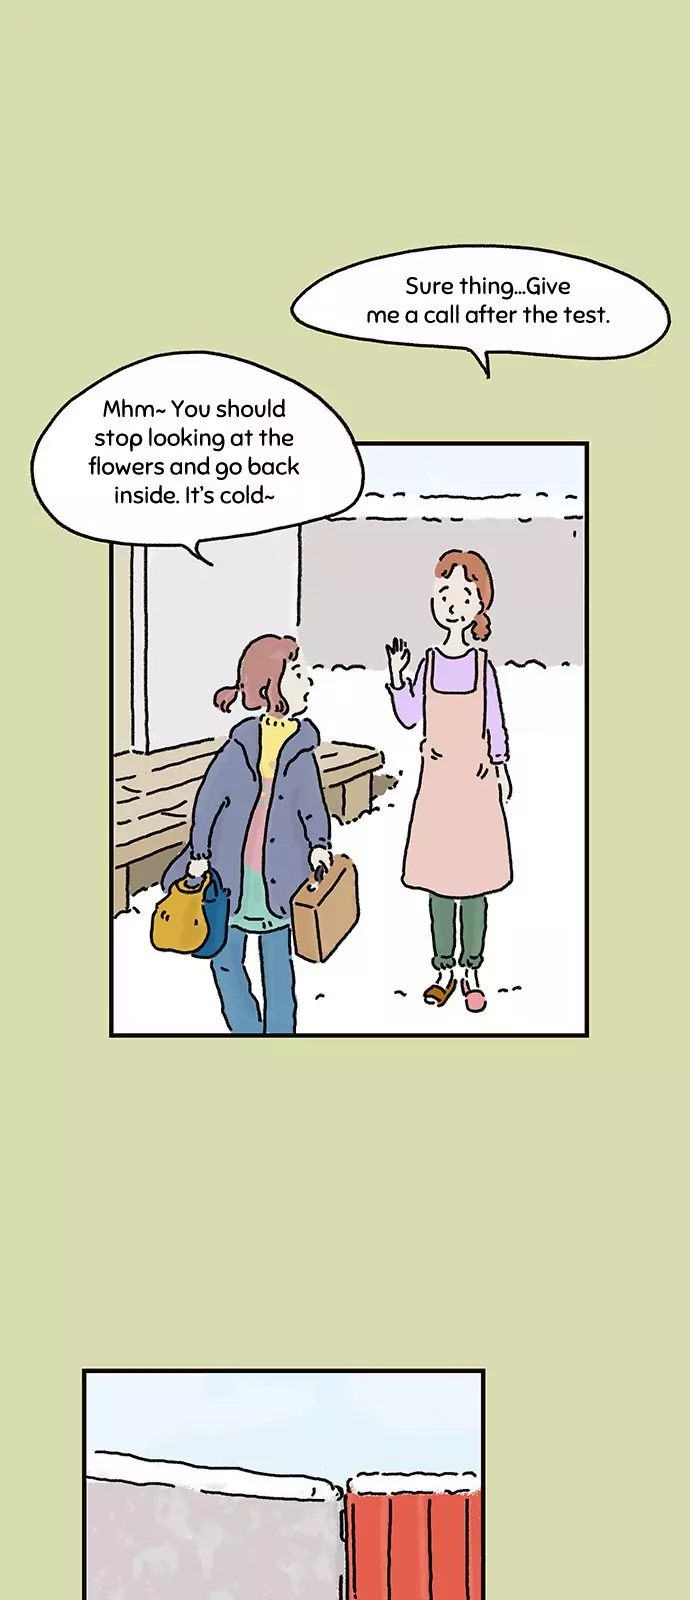 Sure thing...Give
me a call after the test.
Mhm~ You should
stop looking at the
flowers and go back
inside. It's cold~